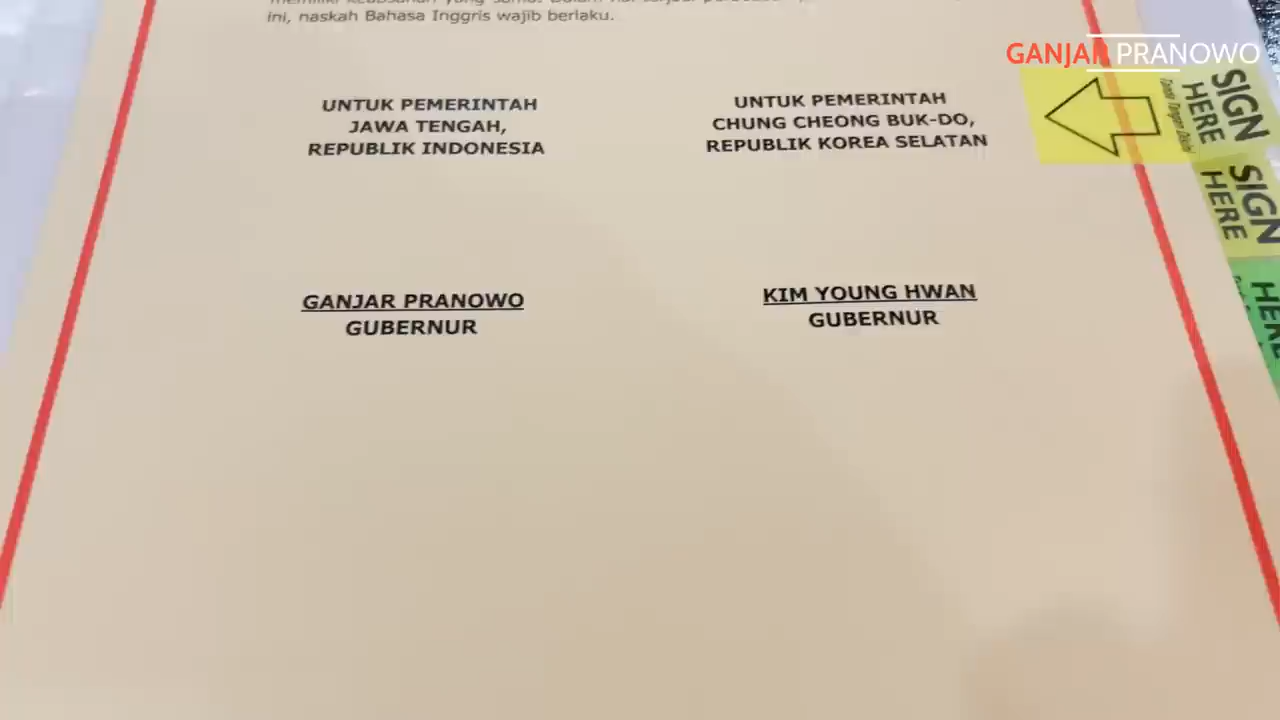 ini, naskah Bahasa Inggris wajib berlaku.
GANJAR PRANOWO
UNTUK PEMERINTAH
JAWA TENGAH,
REPUBLIK INDONESIA
UNTUK PEMERINTAH
CHUNG CHEONG BUK-DO,
REPUBLIK KOREA SELATAN
SIGN
HERE
SIGN
HERE
HERE
GANJAR PRANOWO
GUBERNUR
KIM YOUNG HWAN
GUBERNUR